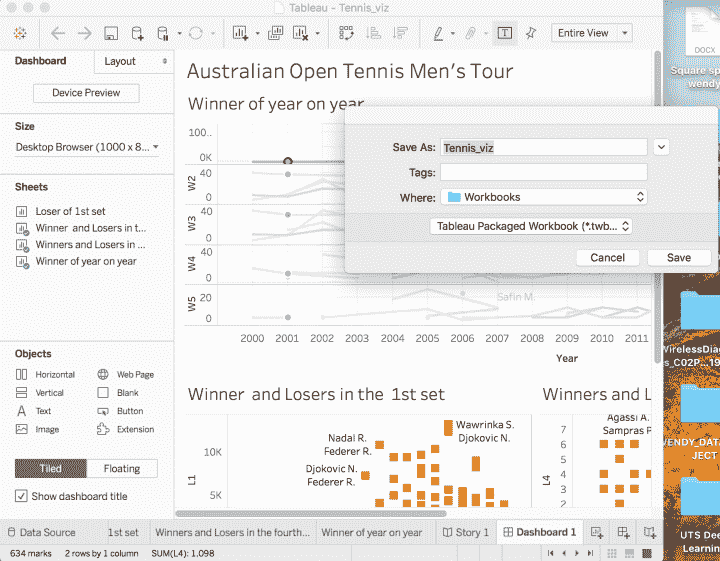 Tableau - Tennis_viz
Entire View
Dashboard
Layout
Device Preview
Size
Desktop Browser (1000 x 8...
Sheets
Loser of 1st set
Winner and Losers in t...
Winners and Losers in ...
Winner of year on year
Objects
Horizontal
Web Page
Vertical
Blank
Text
Button
Image
Extension
Tiled
Floating
Show dashboard title
Australian Open Tennis Men's Tour
Winner of year on year
100..
0K
W2
40
20
0
W3
40
20
0
W4
40
20
0
W5
20
0
Safin M.
2000 2001 2002 2003 2004 2005 2006 2007 2008 2009 2010 2011
Year
Save As: Tennis_viz
Tags:
Where: Workbooks
Tableau Packaged Workbook (*.twb...
Cancel
Save
Winner and Losers in the 1st set
L1
10K
5K
Wawrinka S.
Djokovic N.
Nadal R.
Federer R.
Djokovic N.
Federer R.
Winners and L
L4
7
6
5
4
3
2
Agassi A.
Sampras P
DOCX
Square sp
wendy
WirelessDiag
s_C02P...19
WENDY_DATA
JECT
UTS Dee
Learnin
Data Source
1st set
Winners and Losers in the fourth...
Winner of year on year
Story 1
Dashboard 1
634 marks
2 rows by 1 column
SUM(L4): 1.098